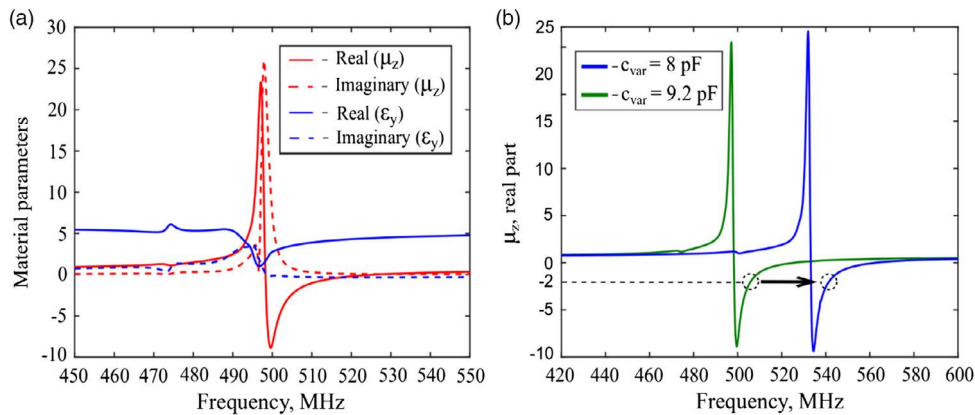 (a)
30
25
20
15
10
5
0
-5
-10
Material parameters
Real (μz)
Imaginary (μz)
Real (εy)
Imaginary (εy)
450 460 470 480 490 500 510 520 530 540 550
Frequency, MHz
(b)
25
20
15
10
5
0
-2
-5
-10
μz, real part
-cvar = 8 pF
-cvar = 9.2 pF
420 440 460 480 500 520 540 560 580 600
Frequency, MHz